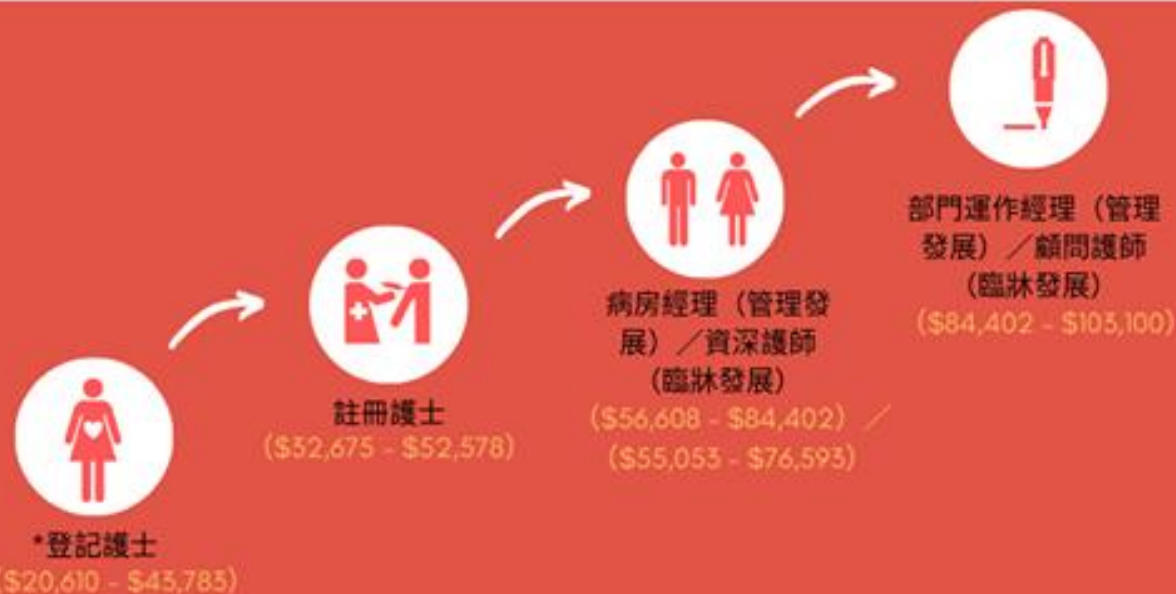 *登記護士
($20,610 - $43,783)
註冊護士
($32,675 - $52,578)
病房經理（管理發
展）／資深護師
（臨牀發展）
($56,608 - $84,402) ／
($55,053 - $76,593)
部門運作經理（管理
發展）／顧問護師
（臨牀發展）
($84,402 - $103,100)